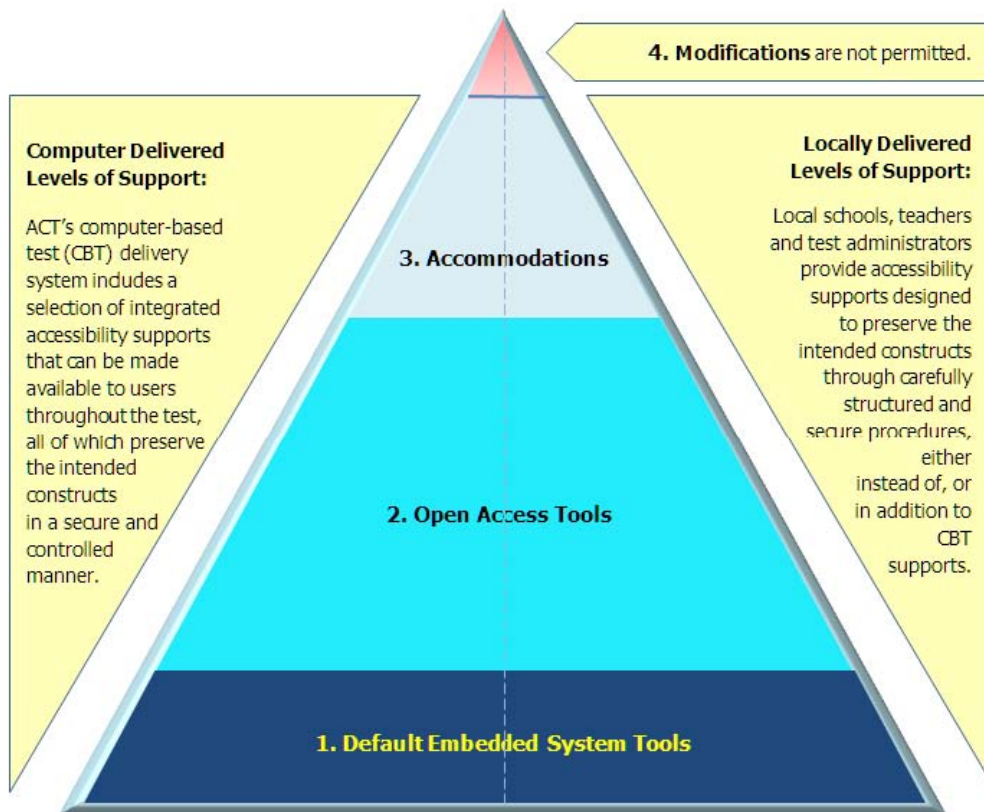 4. Modifications are not permitted.
Computer Delivered
Levels of Support:
ACT's computer-based
test (CBT) delivery
system includes a
selection of integrated
accessibility supports
that can be made
available to users
throughout the test,
all of which preserve
the intended
constructs
in a secure and
controlled
manner.
Locally Delivered
Levels of Support:
Local schools, teachers
and test administrators
provide accessibility
supports designed
to preserve the
intended constructs
through carefully
structured and
secure procedures,
either
instead of, or
in addition to
CBT
supports.
3. Accommodations
2. Open Access Tools
1. Default Embedded System Tools